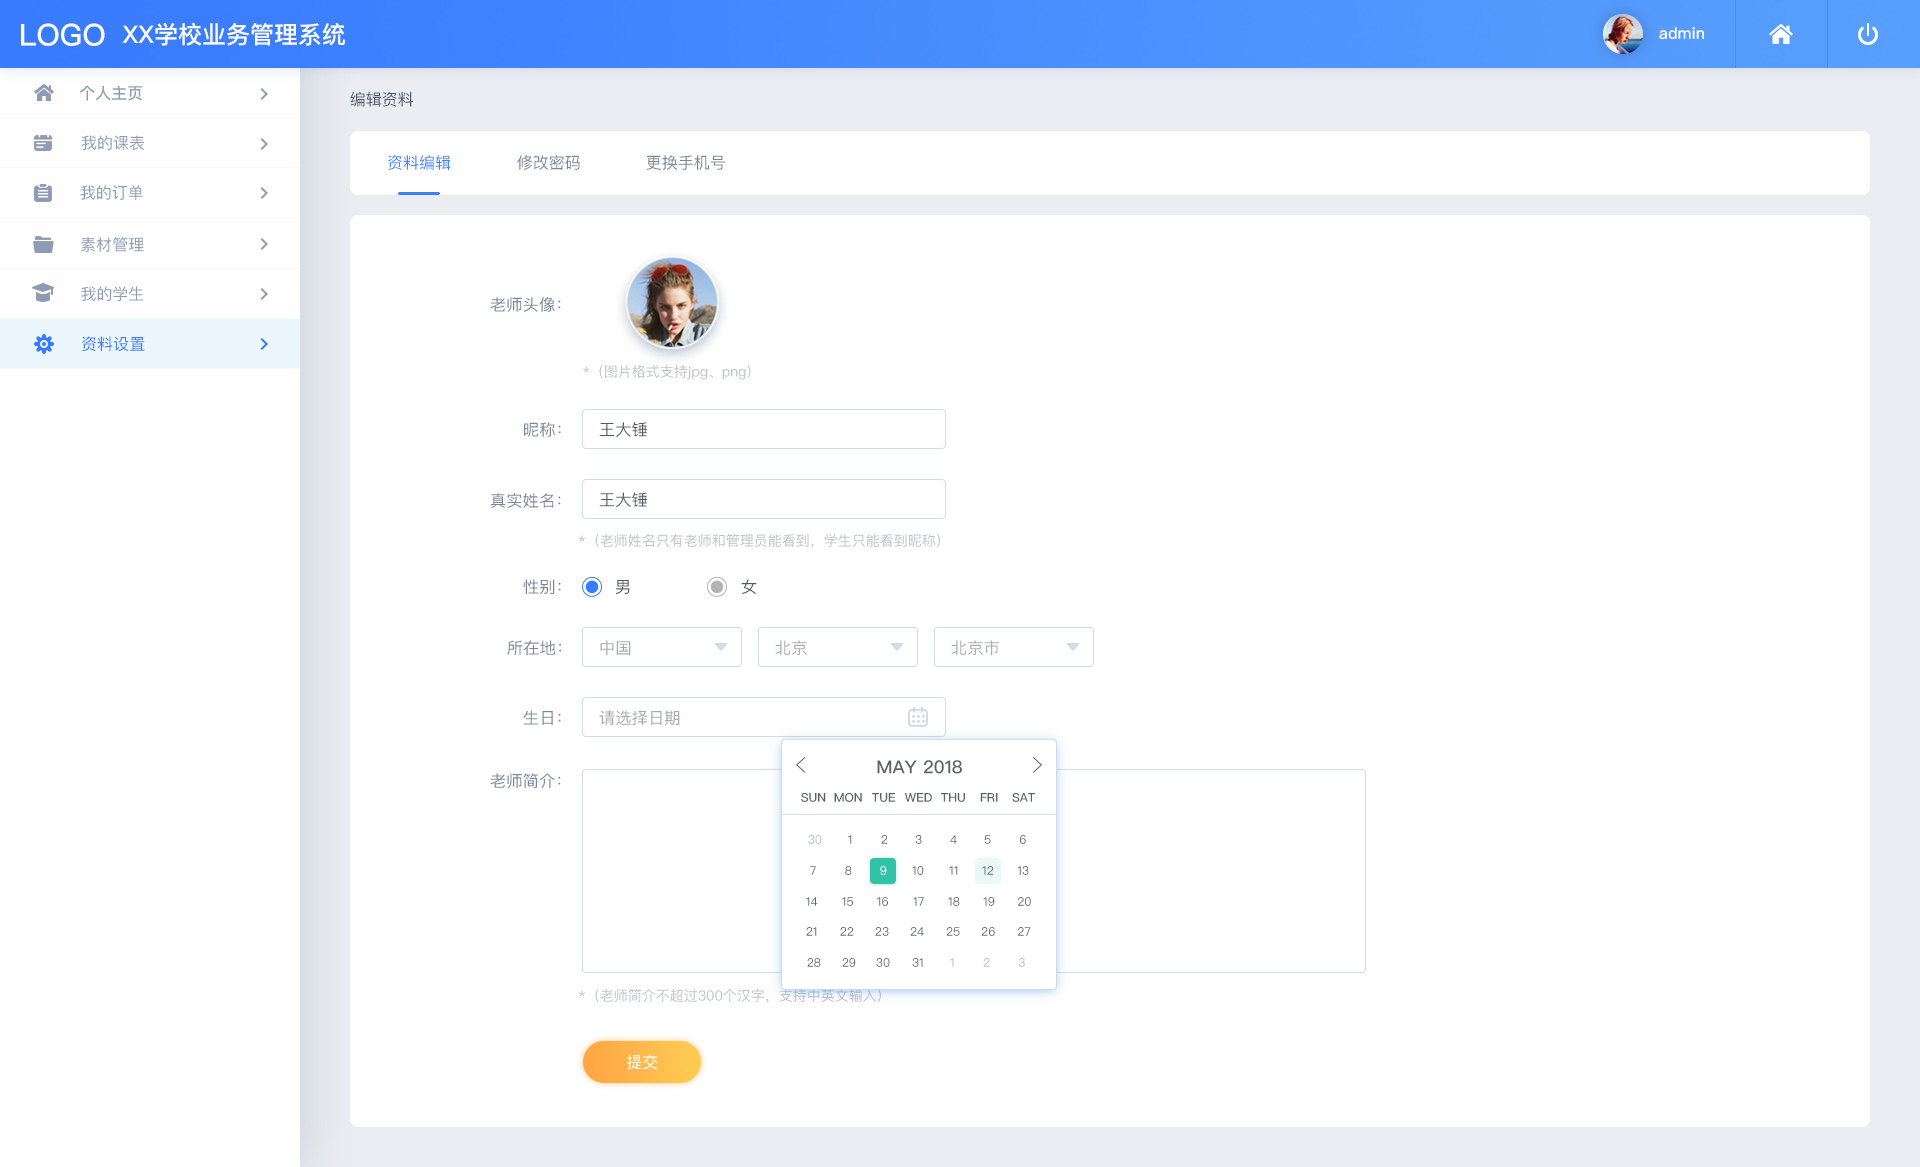 LOGO XX学校业务管理系统 admin
个人主页
我的课表
我的订单
素材管理
我的学生
资料设置
编辑资料
资料编辑 修改密码 更换手机号
老师头像：
*（图片格式支持jpg、png）
昵称： 王大锤
真实姓名： 王大锤
*（老师姓名只有老师和管理员能看到，学生只能看到昵称）
性别： 男 女
所在地： 中国 北京 北京市
生日： 请选择日期
老师简介：
MAY 2018
SUN MON TUE WED THU FRI SAT
30 1 2 3 4 5 6
7 8 9 10 11 12 13
14 15 16 17 18 19 20
21 22 23 24 25 26 27
28 29 30 31 1 2 3
*（老师简介不超过300个汉字，支持中英文输入）
提交